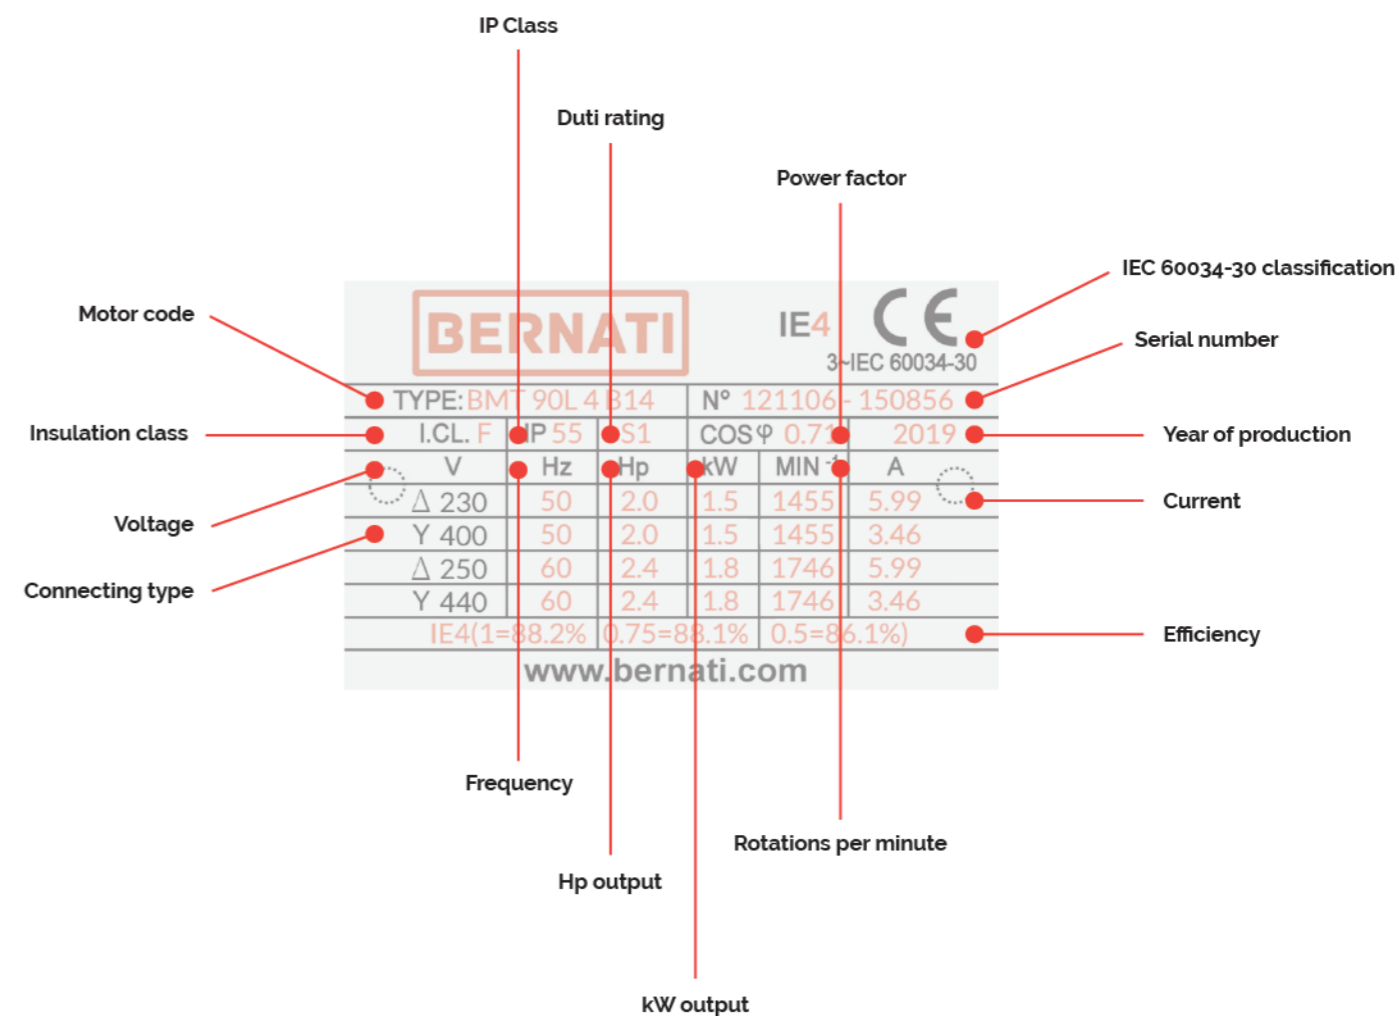 IP Class
Duti rating
Power factor
IEC 60034-30 classification
Motor code
Serial number
Insulation class
Year of production
Voltage
Current
Connecting type
Efficiency
BERNATI
IE4 CE
3~IEC 60034-30
TYPE: BMT 90L 4 B14 N° 121106 - 150856
I.CL. F IP 55 S1 COS φ 0.71 2019
V Hz Hp kW MIN -1 A
Δ 230 50 2.0 1.5 1455 5.99
Y 400 50 2.0 1.5 1455 3.46
Δ 250 60 2.4 1.8 1746 5.99
Y 440 60 2.4 1.8 1746 3.46
IE4(1=88.2% 0.75=88.1% 0.5=86.1%)
www.bernati.com
Frequency
Rotations per minute
Hp output
kW output